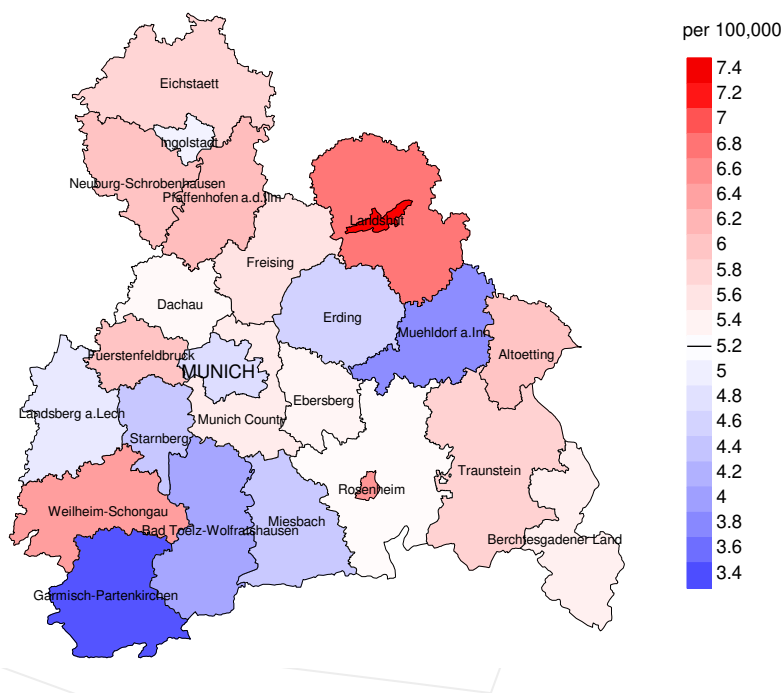 per 100,000
7.4
7.2
7
6.8
6.6
6.4
6.2
6
5.8
5.6
5.4
5.2
5
4.8
4.6
4.4
4.2
4
3.8
3.6
3.4
Eichstaett
Ingolstadt
Neuburg-Schrobenhausen
Pfaffenhofen a.d.Ilm
Landshut
Freising
Dachau
Erding
Muehldorf a.Inn
Fuerstenfeldbruck
Altoetting
MUNICH
Ebersberg
Landsberg a.Lech
Munich County
Starnberg
Traunstein
Rosenheim
Weilheim-Schongau
Miesbach
Bad Toelz-Wolfratshausen
Berchtesgadener Land
Garmisch-Partenkirchen